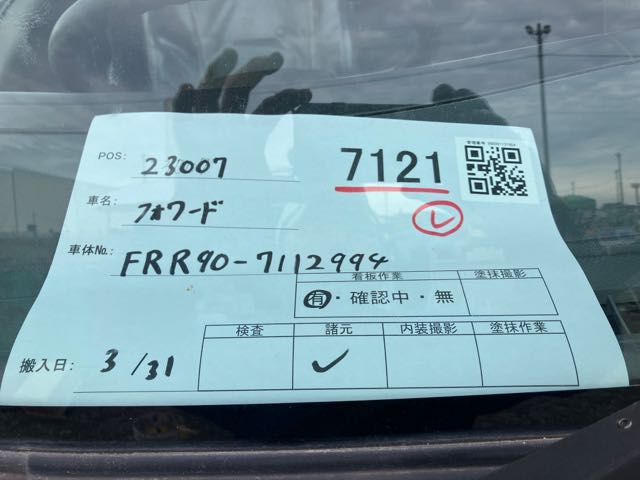 POS: 23007
7121
レ
車名: フォワード
車体No.: FRR90-7112994
看板作業 塗抹撮影
有・確認中・無
検査 諸元 内装撮影 塗抹作業
搬入日: 3/31 ✓